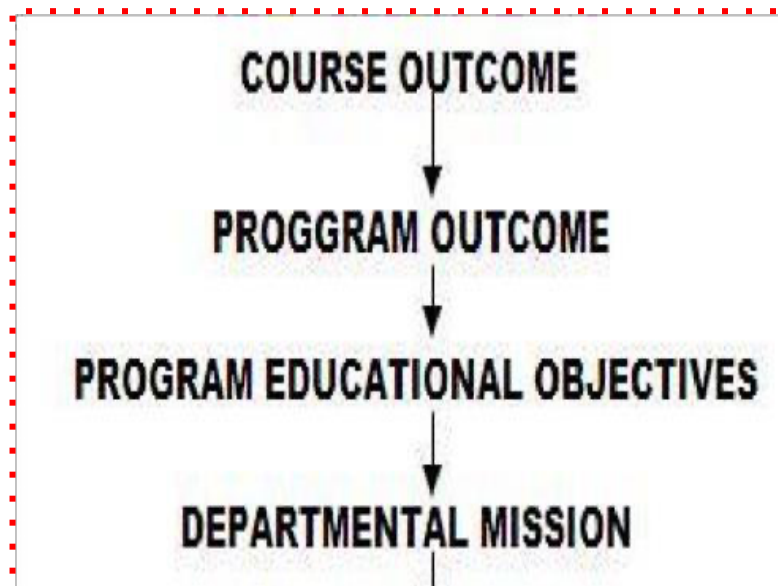 COURSE OUTCOME
PROGGRAM OUTCOME
PROGRAM EDUCATIONAL OBJECTIVES
DEPARTMENTAL MISSION